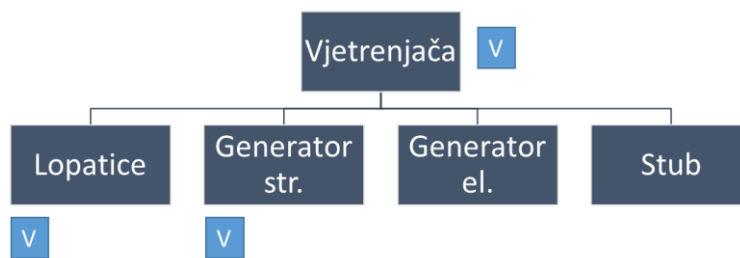 Vjetrenjača
V
Lopatice
Generator
str.
Generator
el.
Stub
V
V